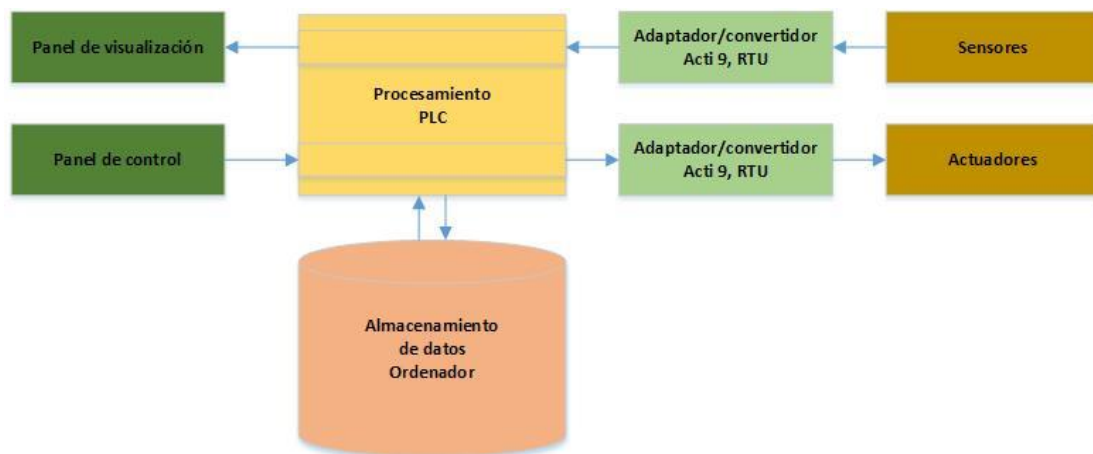 Panel de visualización
Procesamiento
PLC
Adaptador/convertidor
Acti 9, RTU
Sensores
Panel de control
Adaptador/convertidor
Acti 9, RTU
Actuadores
Almacenamiento
de datos
Ordenador